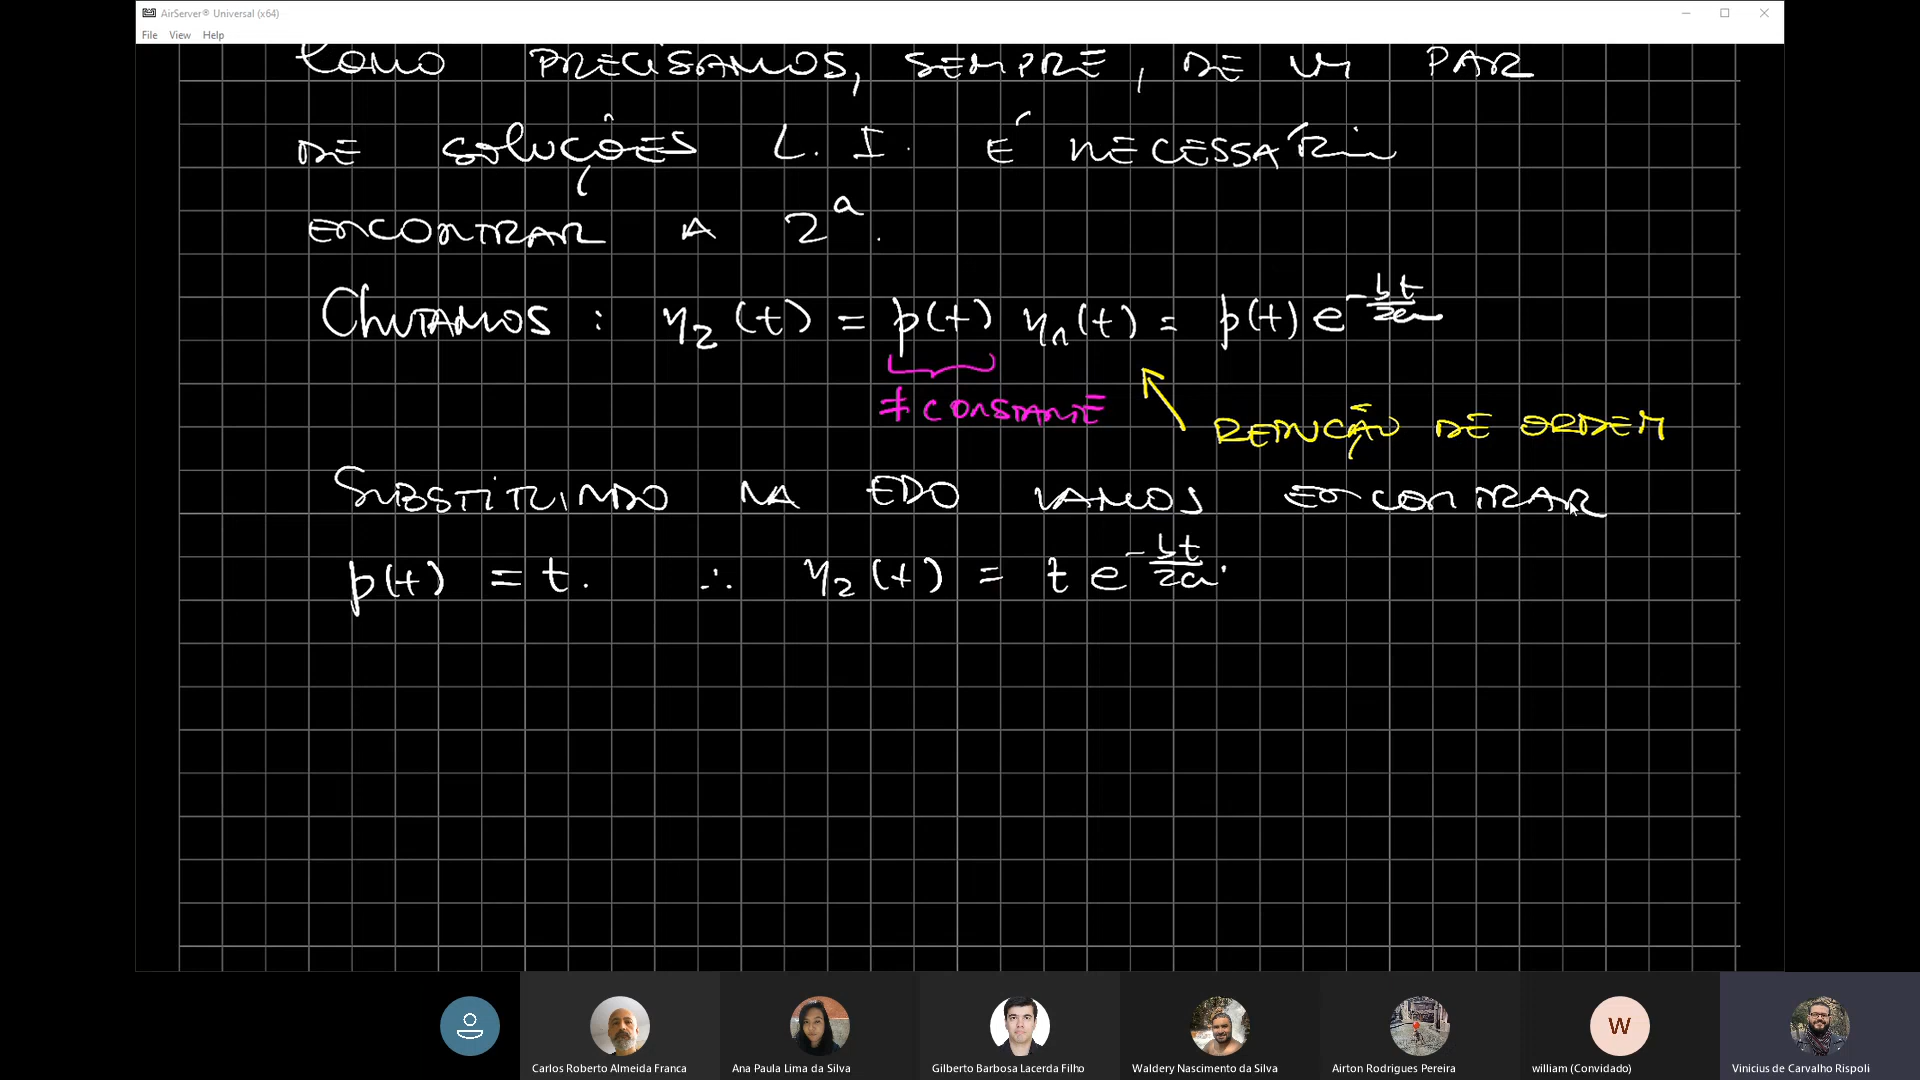 AirServer® Universal (x64)
File View Help
COMO PRECISAMOS, SEMPRE, DE UM PAR
DE SOLUÇÕES L.I. É NECESSÁRIO
ENCONTRAR A 2ª.
CHUTAMOS: y₂(t) = p(t) y₁(t) = p(t) e^{-bt/2a}
≠ CONSTANTE
REDUÇÃO DE ORDEM
SUBSTITUINDO NA EDO VAMOS ENCONTRAR
p(t) = t. ∴ y₂(t) = t e^{-bt/2a}.
Carlos Roberto Almeida Franca
Ana Paula Lima da Silva
Gilberto Barbosa Lacerda Filho
Waldery Nascimento da Silva
Airton Rodrigues Pereira
W
william (Convidado)
Vinicius de Carvalho Rispoli